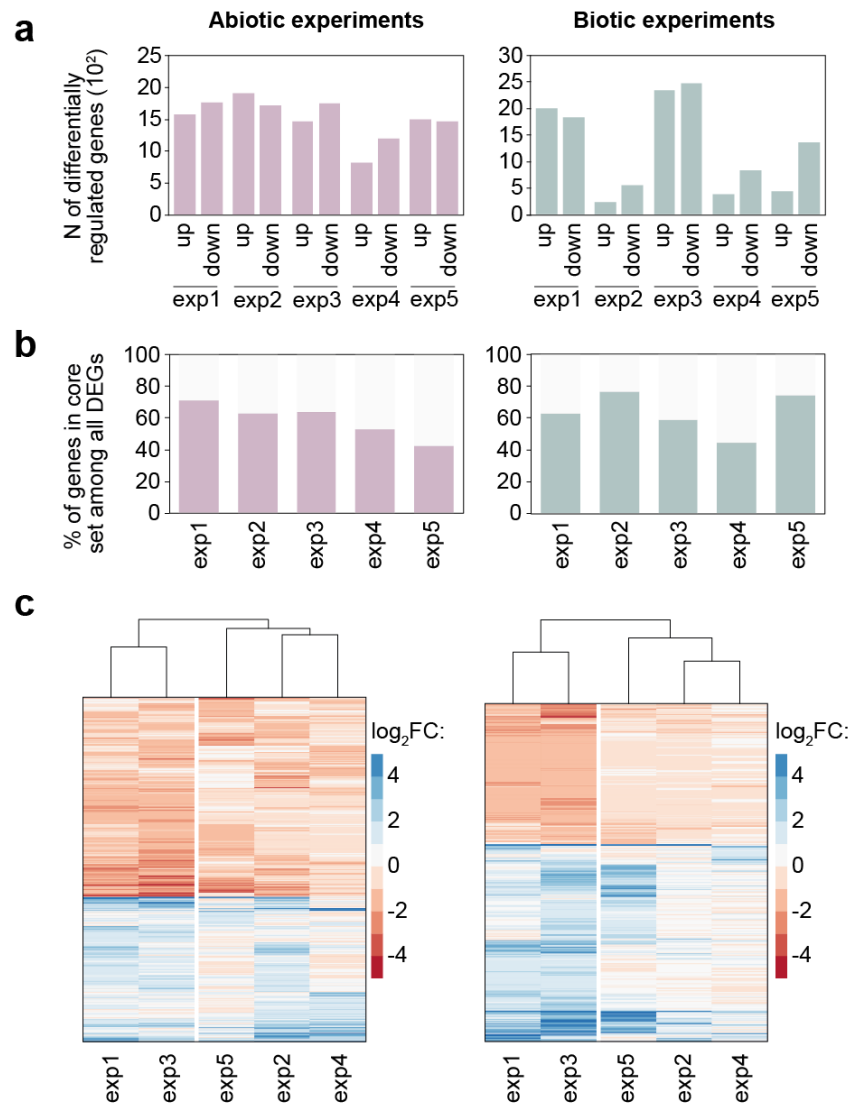 a
Abiotic experiments
Biotic experiments
N of differentially
regulated genes (10²)
25
20
15
10
5
0
up
down
up
down
up
down
up
down
up
down
exp1
exp2
exp3
exp4
exp5
30
25
20
15
10
5
0
up
down
up
down
up
down
up
down
up
down
exp1
exp2
exp3
exp4
exp5
b
% of genes in core
set among all DEGs
100
80
60
40
20
0
exp1
exp2
exp3
exp4
exp5
100
80
60
40
20
0
exp1
exp2
exp3
exp4
exp5
c
log₂FC:
4
2
0
-2
-4
exp1
exp3
exp5
exp2
exp4
log₂FC:
4
2
0
-2
-4
exp1
exp3
exp5
exp2
exp4